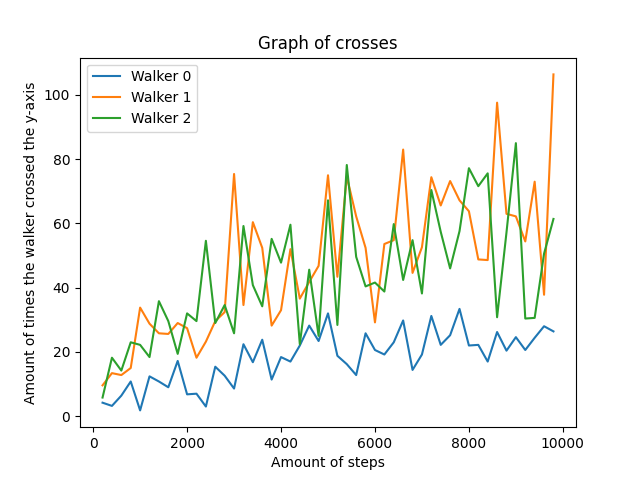 Graph of crosses
Walker 0
Walker 1
Walker 2
Amount of times the walker crossed the y-axis
100
80
60
40
20
0
0 2000 4000 6000 8000 10000
Amount of steps